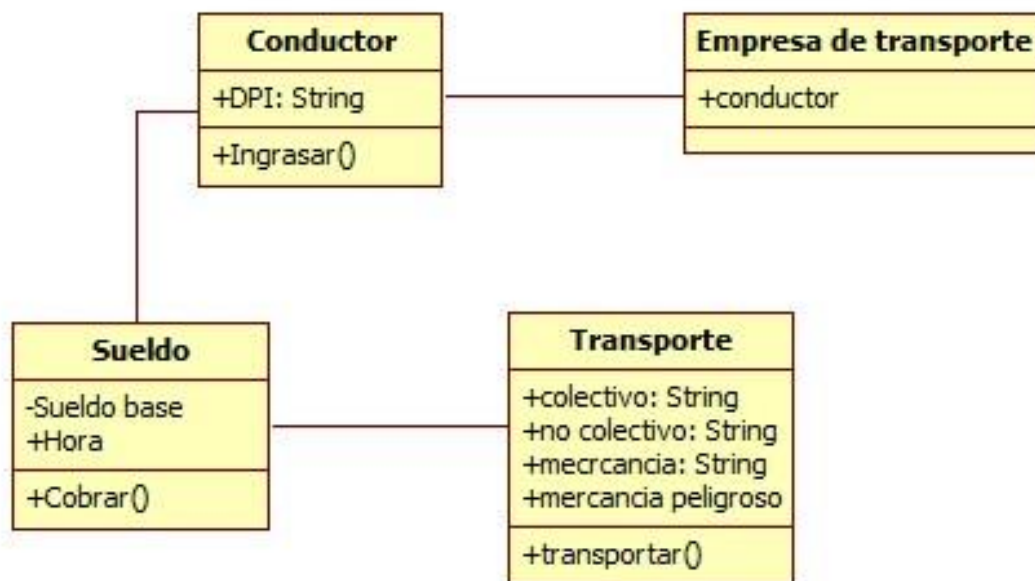 Conductor
+DPI: String
+Ingrasar()
Empresa de transporte
+conductor
Sueldo
-Sueldo base
+Hora
+Cobrar()
Transporte
+colectivo: String
+no colectivo: String
+mecrcancia: String
+mercancia peligroso
+transportar()